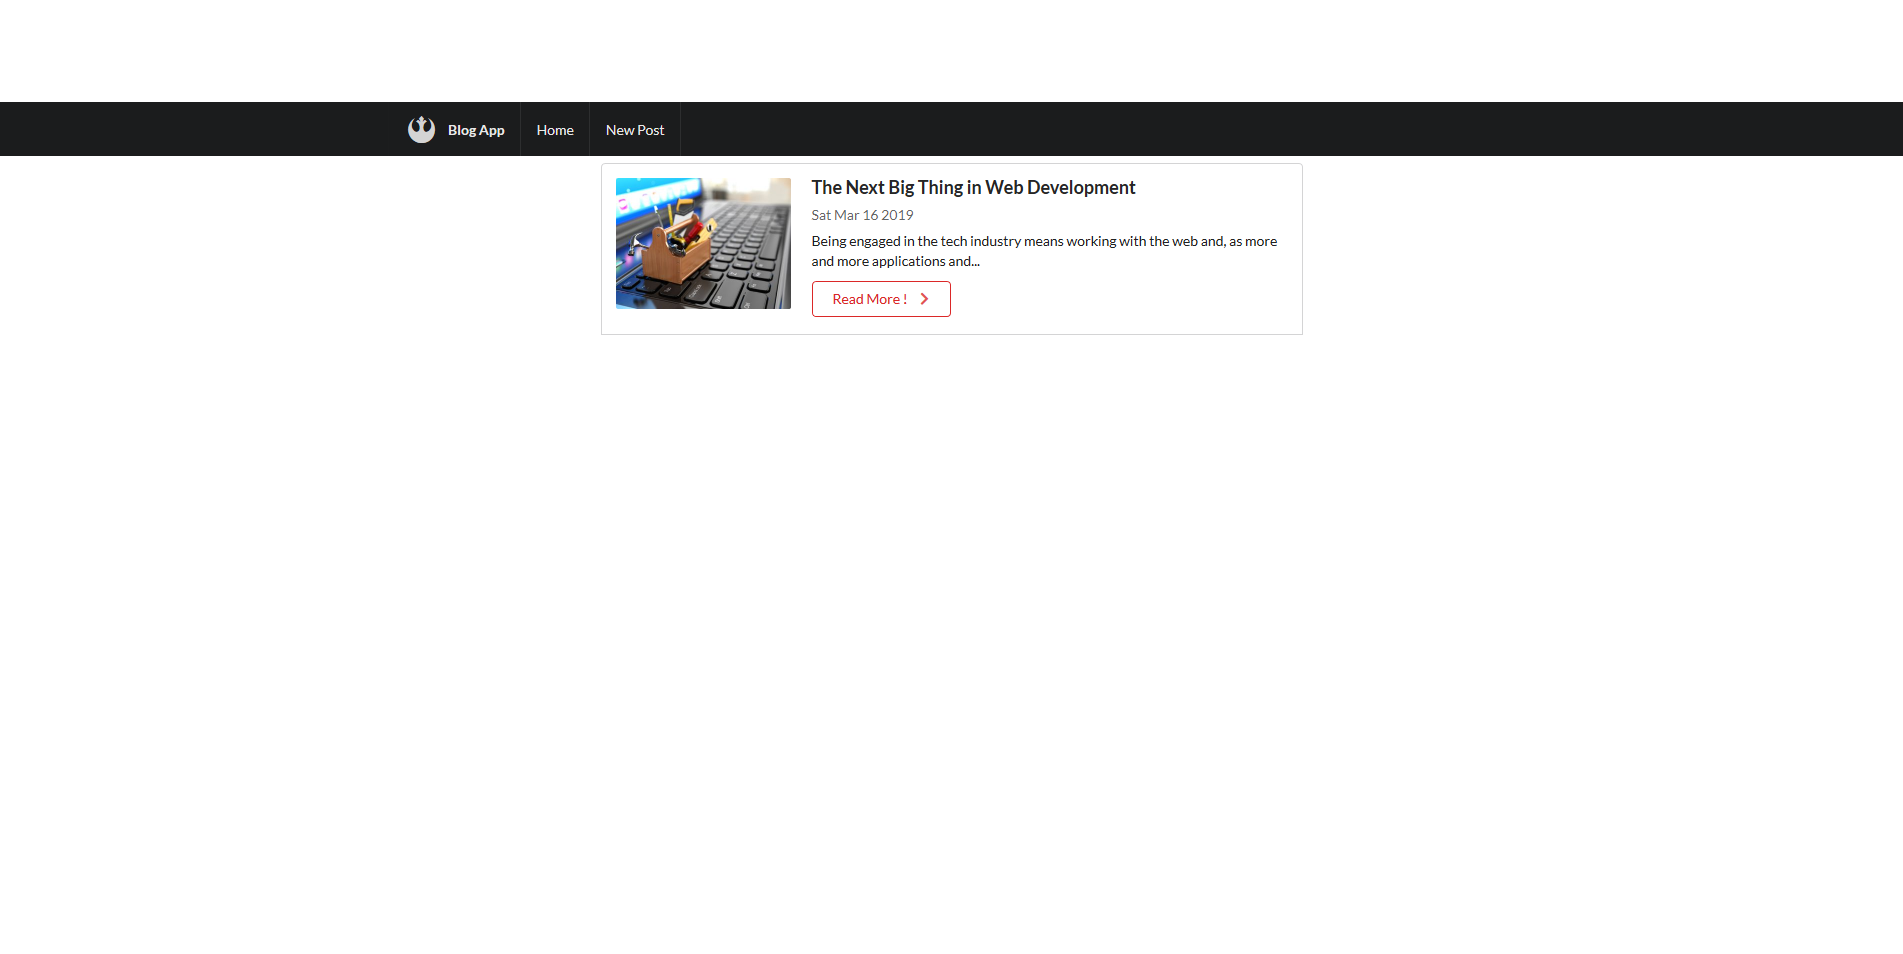 Blog App
Home
New Post
The Next Big Thing in Web Development
Sat Mar 16 2019
Being engaged in the tech industry means working with the web and, as more
and more applications and...
Read More !